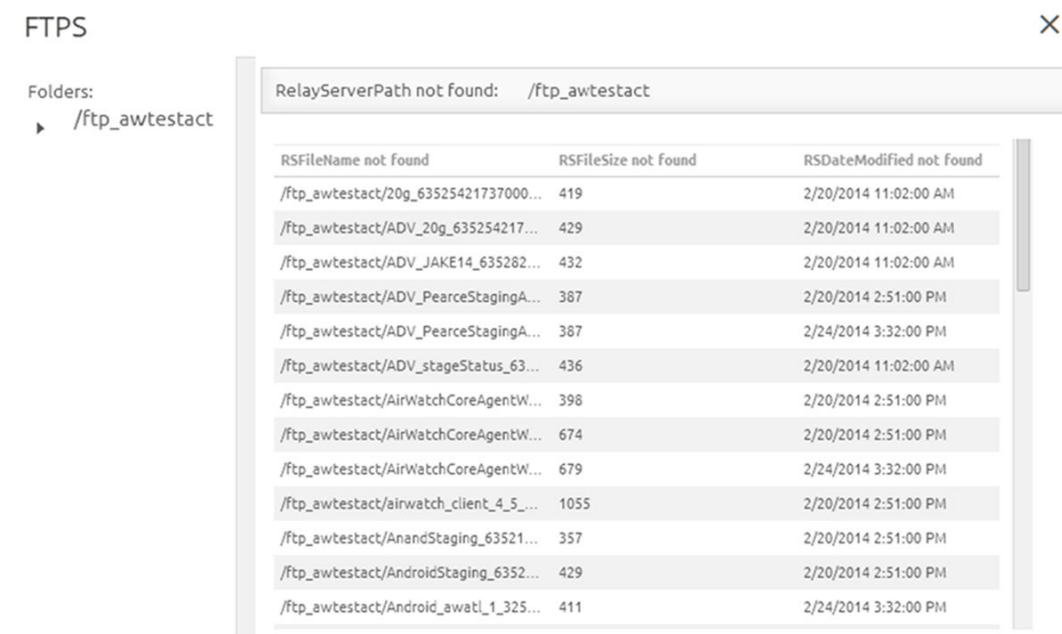 FTPS
Folders:
/ftp_awtestact
RelayServerPath not found: /ftp_awtestact
RSFileName not found RSFileSize not found RSDateModified not found
/ftp_awtestact/20g_63525421737000... 419 2/20/2014 11:02:00 AM
/ftp_awtestact/ADV_20g_635254217... 429 2/20/2014 11:02:00 AM
/ftp_awtestact/ADV_JAKE14_635282... 432 2/20/2014 11:02:00 AM
/ftp_awtestact/ADV_PearceStagingA... 387 2/20/2014 2:51:00 PM
/ftp_awtestact/ADV_PearceStagingA... 387 2/24/2014 3:32:00 PM
/ftp_awtestact/ADV_stageStatus_63... 436 2/20/2014 11:02:00 AM
/ftp_awtestact/AirWatchCoreAgentW... 398 2/20/2014 2:51:00 PM
/ftp_awtestact/AirWatchCoreAgentW... 674 2/20/2014 2:51:00 PM
/ftp_awtestact/AirWatchCoreAgentW... 679 2/24/2014 3:32:00 PM
/ftp_awtestact/airwatch_client_4_5_... 1055 2/20/2014 2:51:00 PM
/ftp_awtestact/AnandStaging_63521... 357 2/20/2014 2:51:00 PM
/ftp_awtestact/AndroidStaging_6352... 429 2/20/2014 2:51:00 PM
/ftp_awtestact/Android_awatl_1_325... 411 2/24/2014 3:32:00 PM